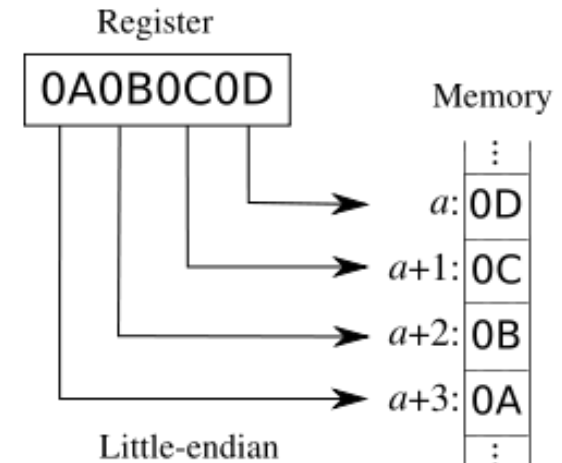 Register
0A0B0C0D
Memory
⋮
a: 0D
a+1: 0C
a+2: 0B
a+3: 0A
⋮
Little-endian